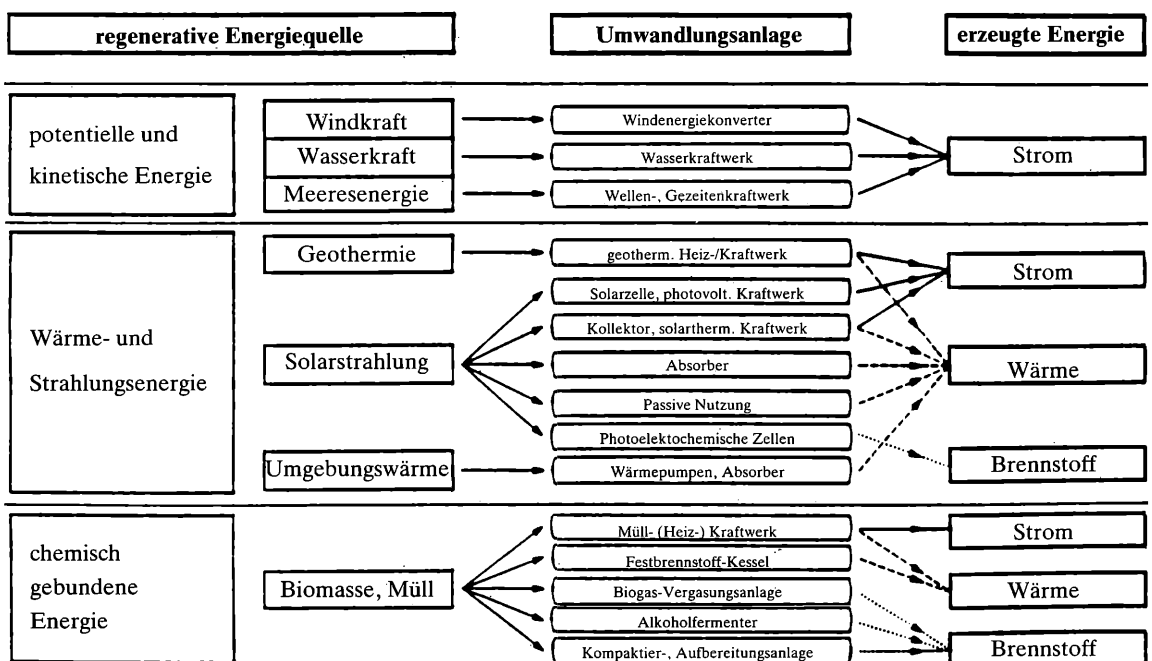 regenerative Energiequelle
Umwandlungsanlage
erzeugte Energie
potentielle und
kinetische Energie
Windkraft
Windenergiekonverter
Wasserkraft
Wasserkraftwerk
Meeresenergie
Wellen-, Gezeitenkraftwerk
Strom
Wärme- und
Strahlungsenergie
Geothermie
geotherm. Heiz-/Kraftwerk
Solarstrahlung
Solarzelle, photovolt. Kraftwerk
Kollektor, solartherm. Kraftwerk
Absorber
Passive Nutzung
Photoelektochemische Zellen
Umgebungswärme
Wärmepumpen, Absorber
Strom
Wärme
Brennstoff
chemisch
gebundene
Energie
Biomasse, Müll
Müll- (Heiz-) Kraftwerk
Festbrennstoff-Kessel
Biogas-Vergasungsanlage
Alkoholfermenter
Kompaktier-, Aufbereitungsanlage
Strom
Wärme
Brennstoff